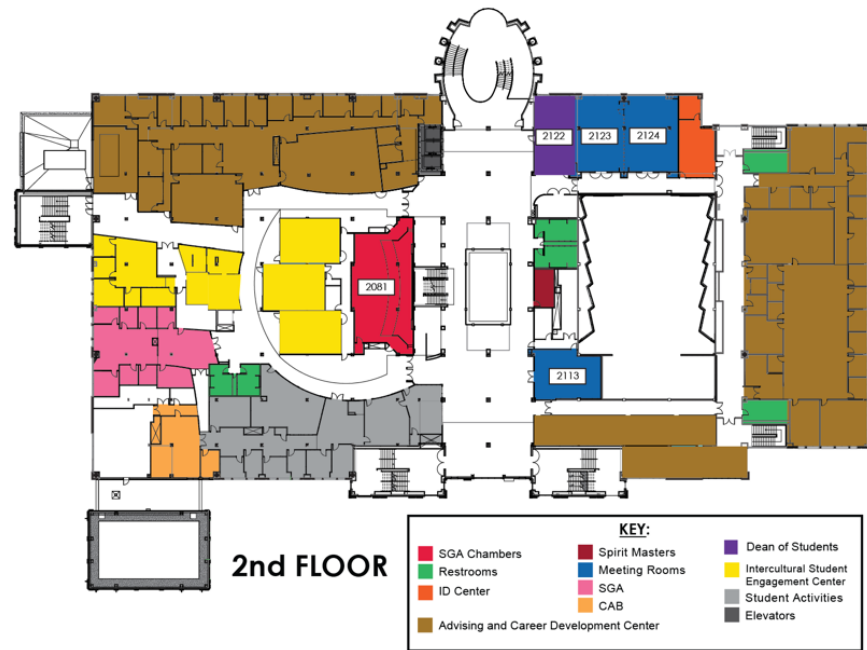 2122
2123
2124
2081
2113
2nd FLOOR
KEY:
SGA Chambers
Restrooms
ID Center
Advising and Career Development Center
Spirit Masters
Meeting Rooms
SGA
CAB
Dean of Students
Intercultural Student
Engagement Center
Student Activities
Elevators